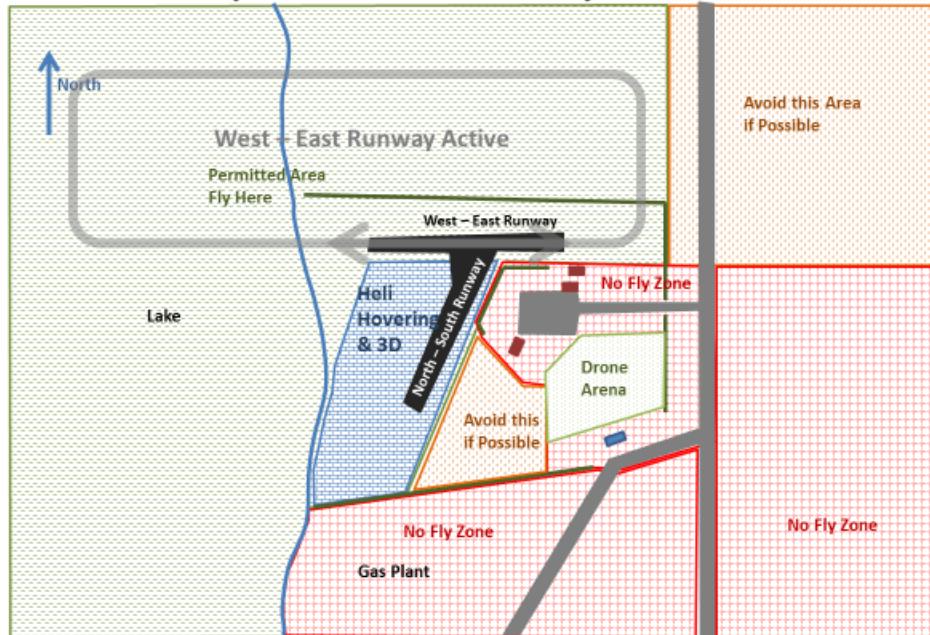 North
Avoid this Area
if Possible
West – East Runway Active
Permitted Area
Fly Here
West – East Runway
No Fly Zone
Heli
Hovering
& 3D
North – South Runway
Lake
Drone
Arena
Avoid this
if Possible
No Fly Zone
No Fly Zone
Gas Plant